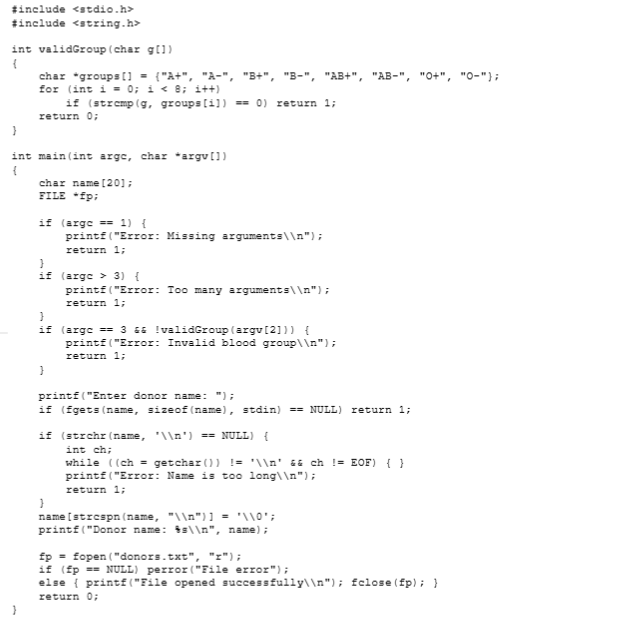 #include <stdio.h>
#include <string.h>

int validGroup(char g[])
{
    char *groups[] = {"A+", "A-", "B+", "B-", "AB+", "AB-", "O+", "O-"};
    for (int i = 0; i < 8; i++)
        if (strcmp(g, groups[i]) == 0) return 1;
    return 0;
}

int main(int argc, char *argv[])
{
    char name[20];
    FILE *fp;

    if (argc == 1) {
        printf("Error: Missing arguments\\n");
        return 1;
    }
    if (argc > 3) {
        printf("Error: Too many arguments\\n");
        return 1;
    }
    if (argc == 3 && !validGroup(argv[2])) {
        printf("Error: Invalid blood group\\n");
        return 1;
    }

    printf("Enter donor name: ");
    if (fgets(name, sizeof(name), stdin) == NULL) return 1;

    if (strchr(name, '\\n') == NULL) {
        int ch;
        while ((ch = getchar()) != '\\n' && ch != EOF) { }
        printf("Error: Name is too long\\n");
        return 1;
    }
    name[strcspn(name, "\\n")] = '\\0';
    printf("Donor name: %s\\n", name);

    fp = fopen("donors.txt", "r");
    if (fp == NULL) perror("File error");
    else { printf("File opened successfully\\n"); fclose(fp); }
    return 0;
}